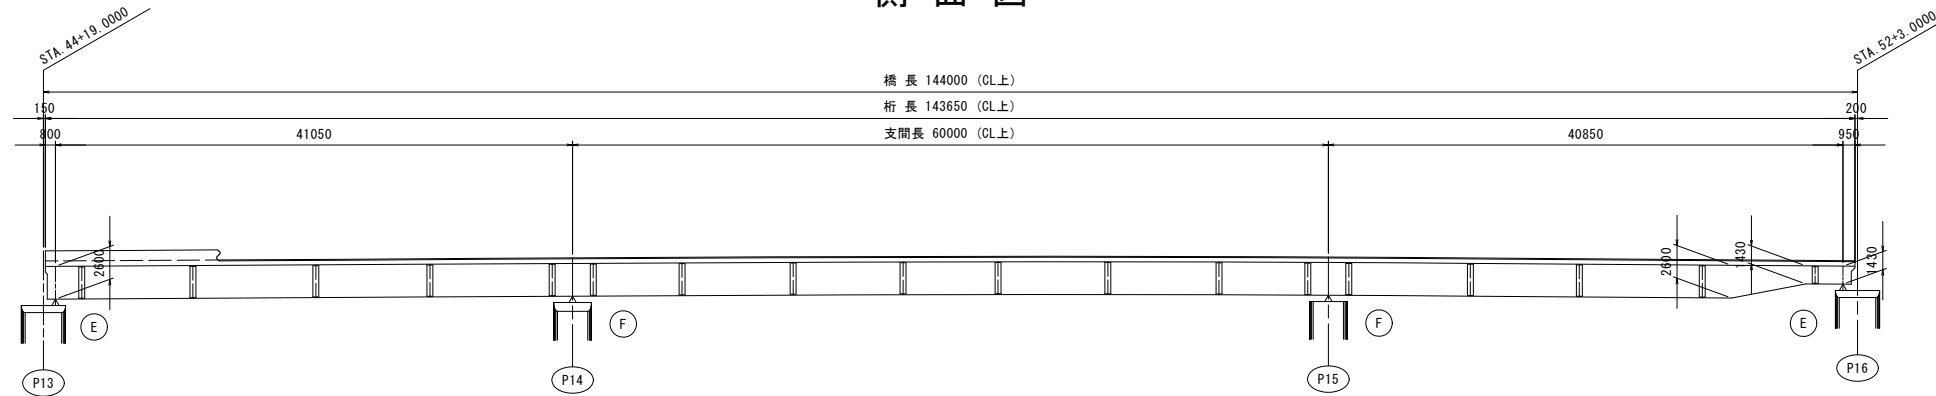 側 面 図
STA.44+19.0000
STA.52+3.0000
橋 長 144000 (CL上)
150
桁 長 143650 (CL上)
200
800
41050
支間長 60000 (CL上)
40850
950
2600
2600
1430
1430
E
F
F
E
P13
P14
P15
P16